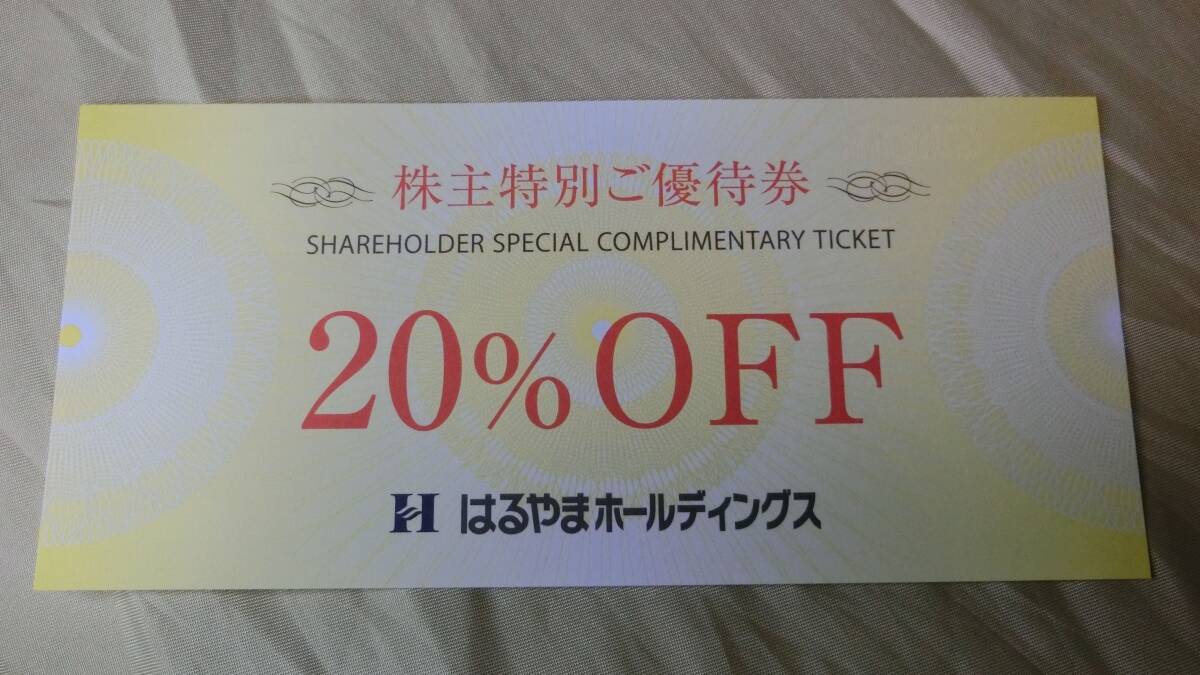 株主特別ご優待券
SHAREHOLDER SPECIAL COMPLIMENTARY TICKET
20%OFF
はるやまホールディングス